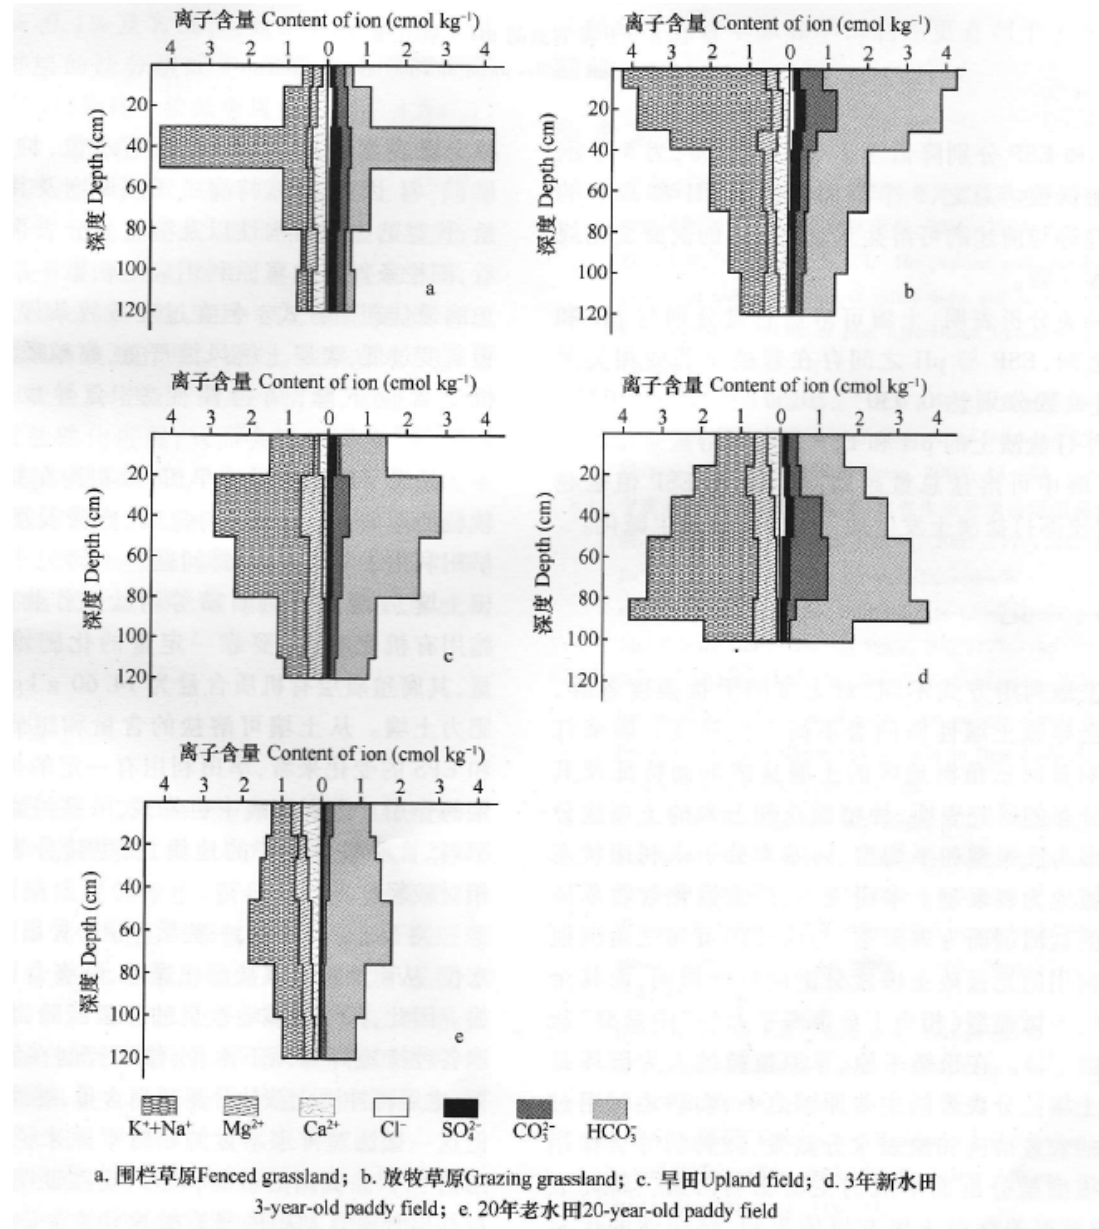 离子含量 Content of ion (cmol kg⁻¹)
4 3 2 1 0 1 2 3 4
深度 Depth (cm)
20
40
60
80
100
120
a
离子含量 Content of ion (cmol kg⁻¹)
4 3 2 1 0 1 2 3 4
深度 Depth (cm)
20
40
60
80
100
120
b
离子含量 Content of ion (cmol kg⁻¹)
4 3 2 1 0 1 2 3 4
深度 Depth (cm)
20
40
60
80
100
120
c
离子含量 Content of ion (cmol kg⁻¹)
4 3 2 1 0 1 2 3 4
深度 Depth (cm)
20
40
60
80
100
120
d
离子含量 Content of ion (cmol kg⁻¹)
4 3 2 1 0 1 2 3 4
深度 Depth (cm)
20
40
60
80
100
120
e
K⁺+Na⁺ Mg²⁺ Ca²⁺ Cl⁻ SO₄²⁻ CO₃²⁻ HCO₃⁻
a. 围栏草原Fenced grassland；b. 放牧草原Grazing grassland；c. 旱田Upland field；d. 3年新水田
3-year-old paddy field；e. 20年老水田20-year-old paddy field